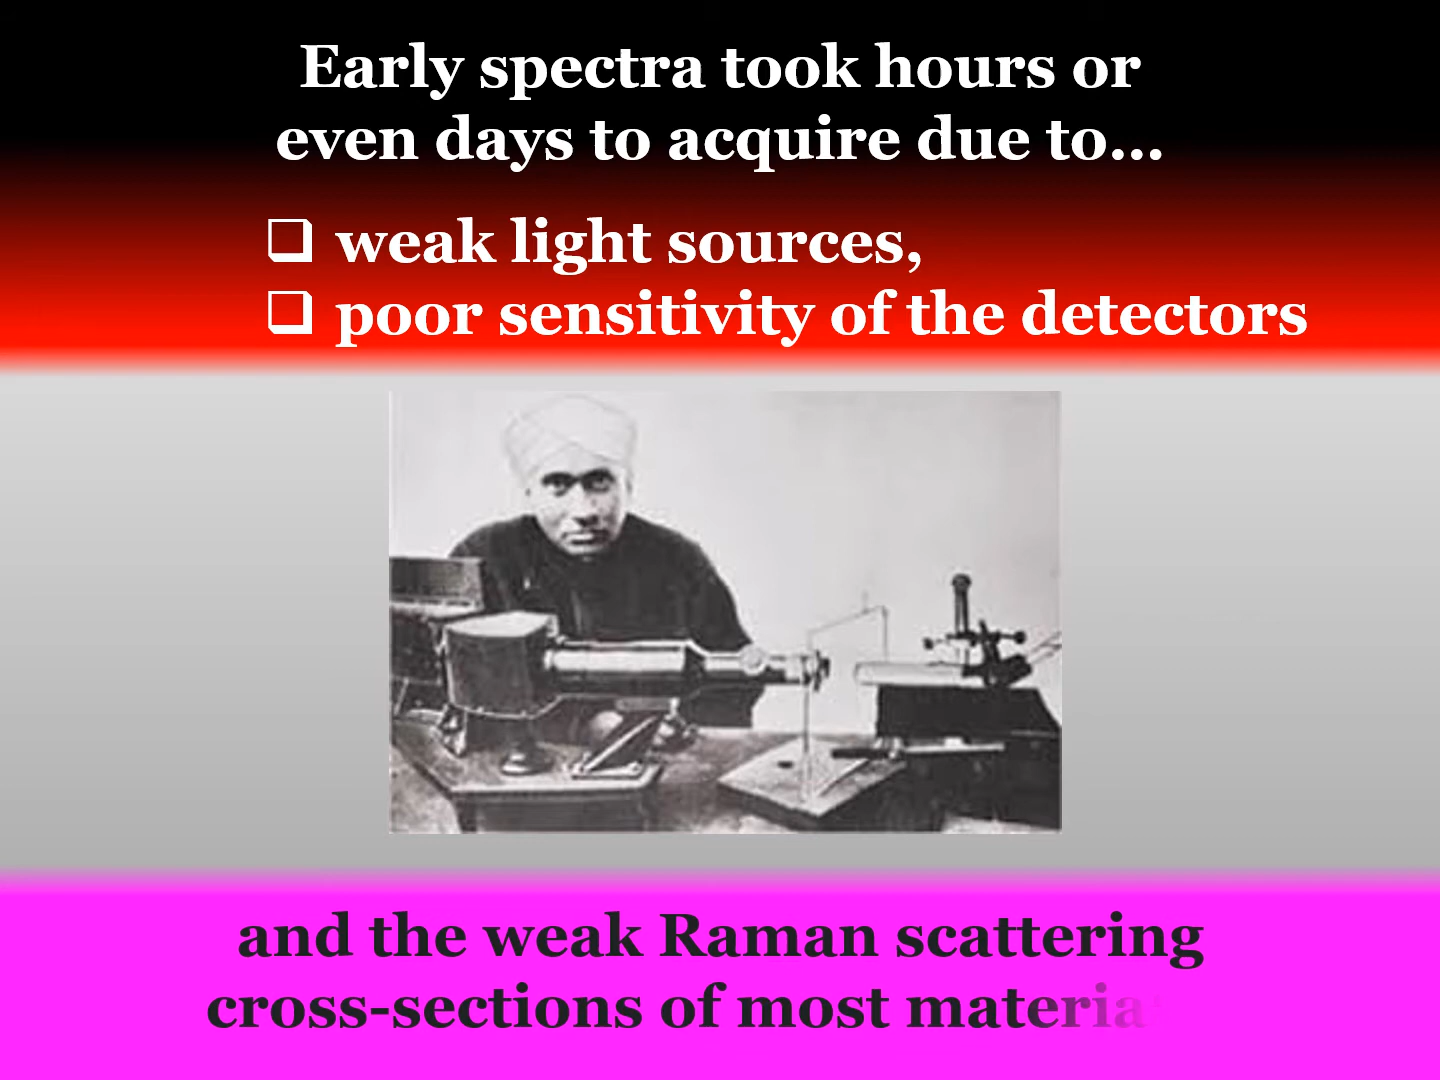 Early spectra took hours or
even days to acquire due to...
❑ weak light sources,
❑ poor sensitivity of the detectors
and the weak Raman scattering
cross-sections of most